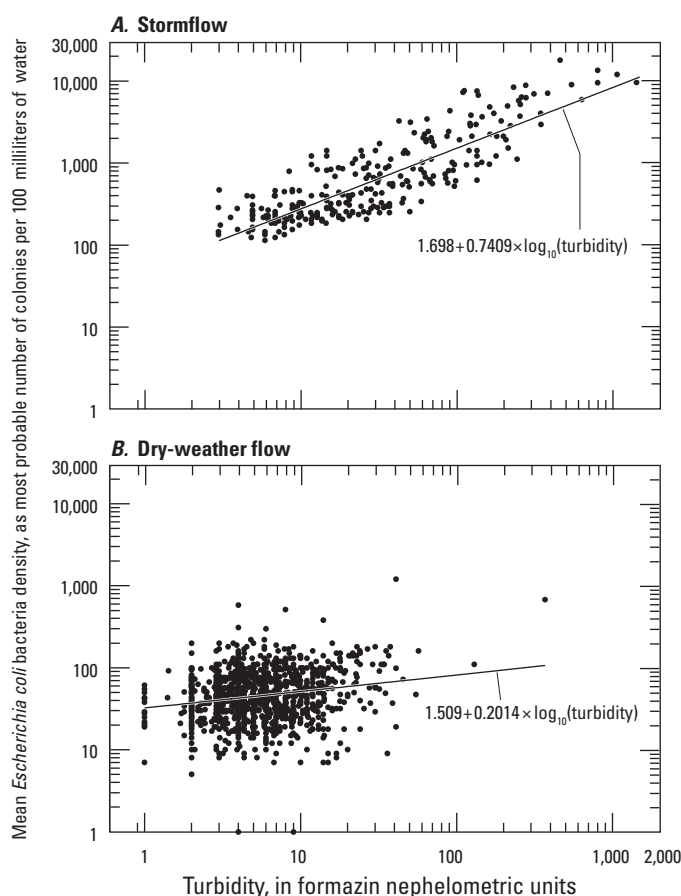 A. Stormflow
30,000
10,000
1,000
100
10
1
1.698+0.7409×log10(turbidity)
Mean Escherichia coli bacteria density, as most probable number of colonies per 100 milliliters of water
B. Dry-weather flow
30,000
10,000
1,000
100
10
1
1.509+0.2014×log10(turbidity)
1 10 100 1,000 2,000
Turbidity, in formazin nephelometric units